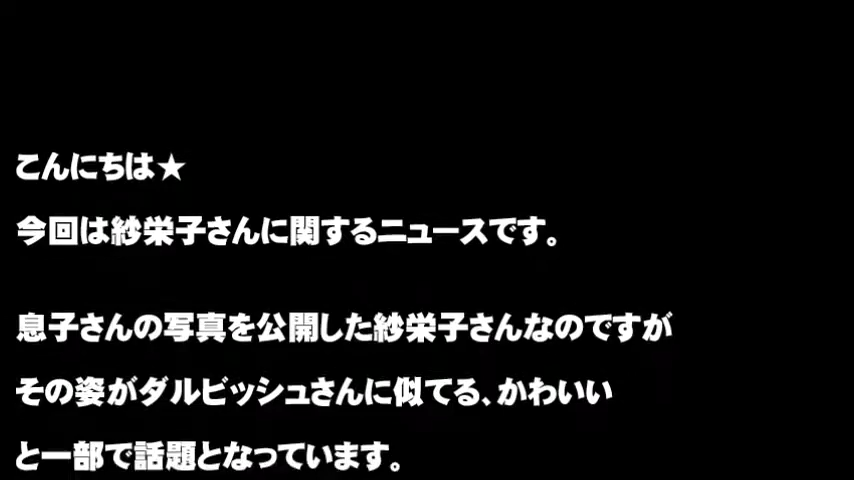 こんにちは★
今回は紗栄子さんに関するニュースです。
息子さんの写真を公開した紗栄子さんなのですが
その姿がダルビッシュさんに似てる、かわいい
と一部で話題となっています。